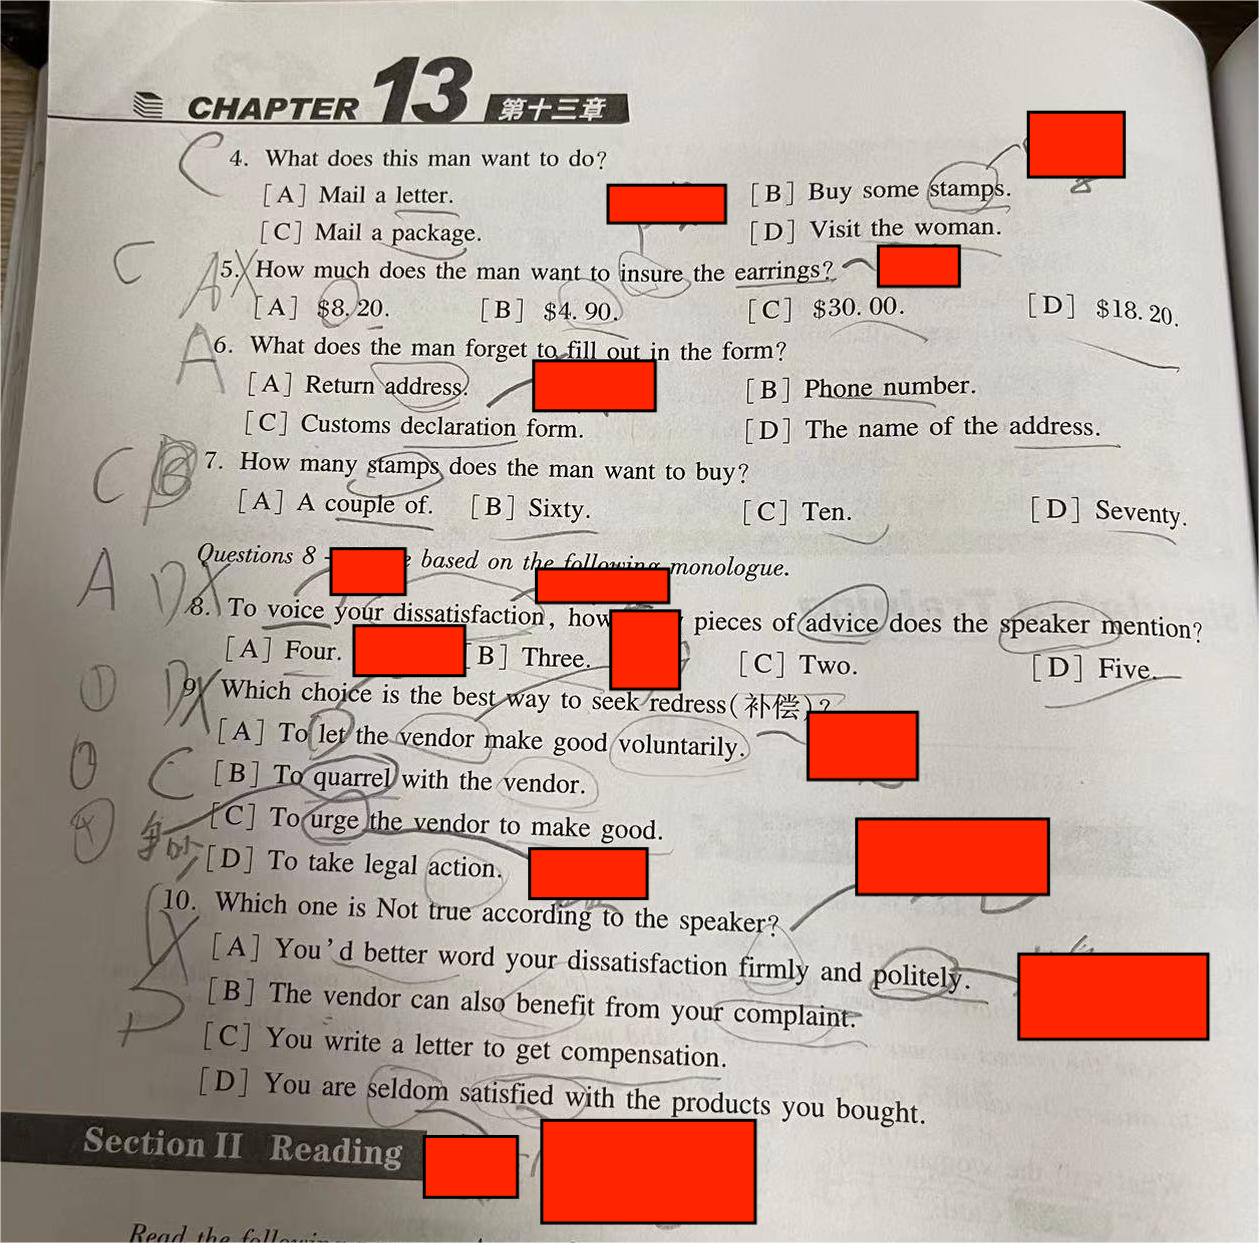 CHAPTER 13 第十三章
C 4. What does this man want to do?
[A] Mail a letter. [B] Buy some stamps.
[C] Mail a package. [D] Visit the woman.
C A 5. How much does the man want to insure the earrings?
[A] $8.20. [B] $4.90. [C] $30.00. [D] $18.20.
A 6. What does the man forget to fill out in the form?
[A] Return address. [B] Phone number.
[C] Customs declaration form. [D] The name of the address.
C B 7. How many stamps does the man want to buy?
[A] A couple of. [B] Sixty. [C] Ten. [D] Seventy.
Questions 8 based on the following monologue.
A D 8. To voice your dissatisfaction, how pieces of advice does the speaker mention?
[A] Four. B] Three. [C] Two. [D] Five.
① D 9. Which choice is the best way to seek redress(补偿)?
[A] To let the vendor make good voluntarily.
C [B] To quarrel with the vendor.
[C] To urge the vendor to make good.
④ 争吵 [D] To take legal action.
10. Which one is Not true according to the speaker?
[A] You'd better word your dissatisfaction firmly and politely.
[B] The vendor can also benefit from your complaint.
[C] You write a letter to get compensation.
[D] You are seldom satisfied with the products you bought.
Section II Reading
Read the following